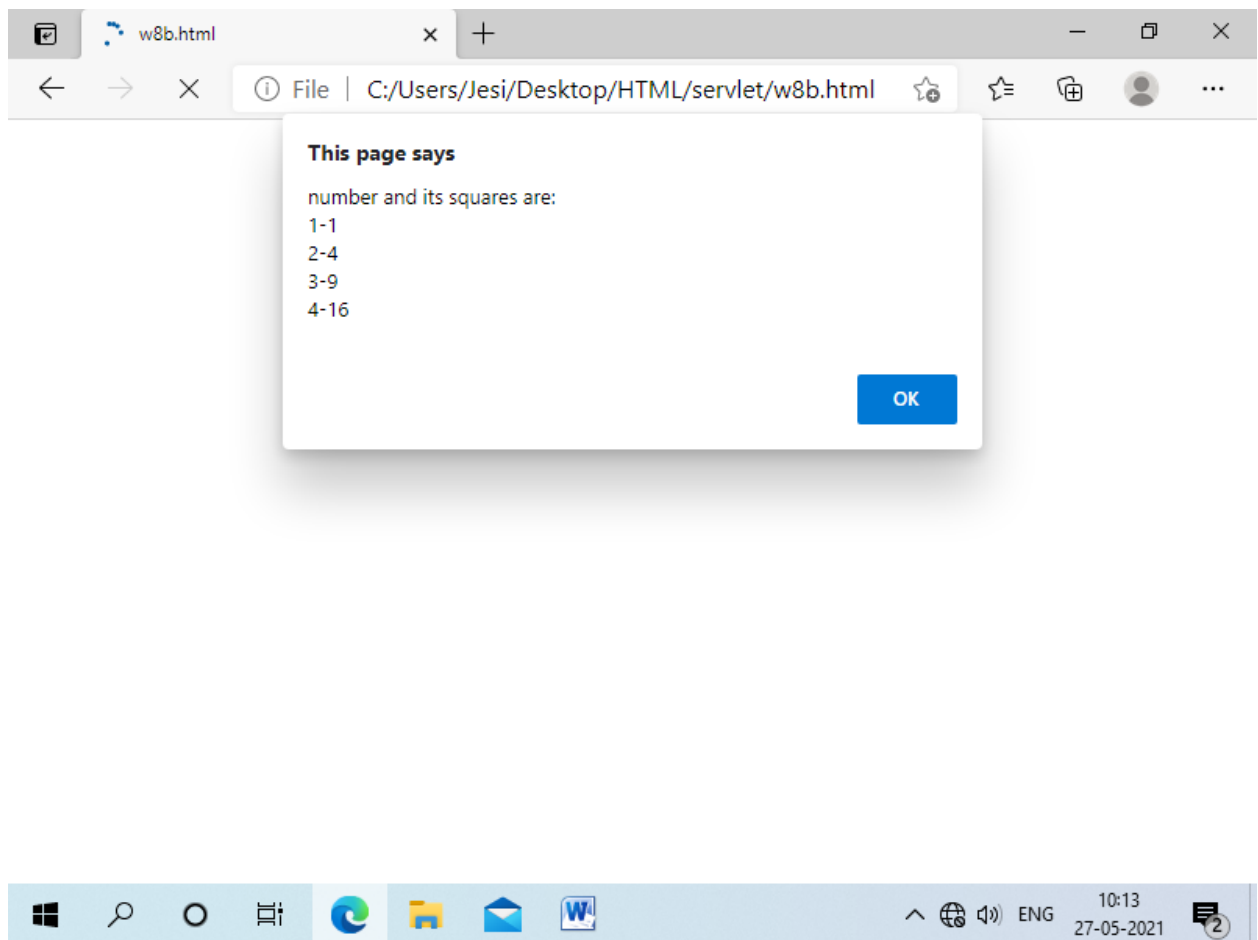 w8b.html
File | C:/Users/Jesi/Desktop/HTML/servlet/w8b.html
This page says
number and its squares are:
1-1
2-4
3-9
4-16
OK
W
ENG
10:13
27-05-2021
2